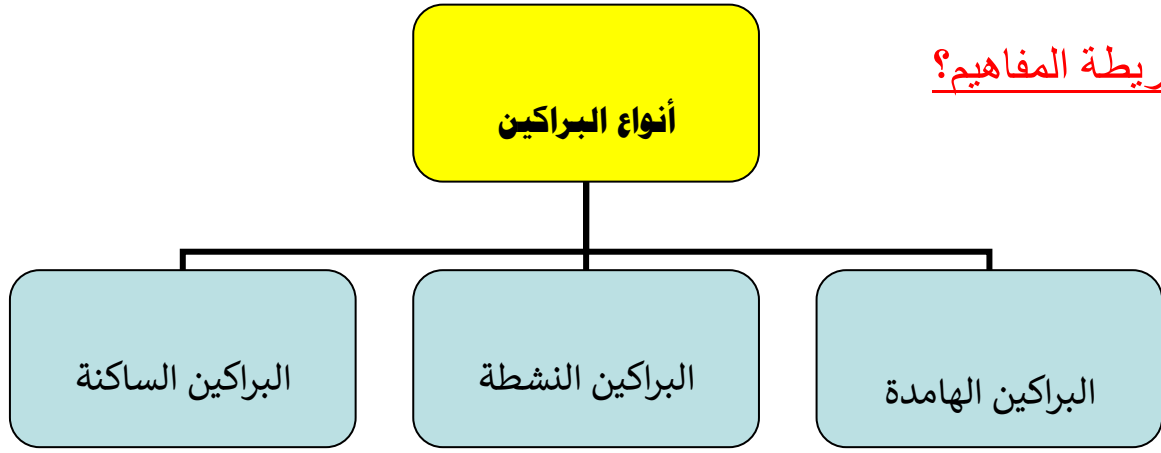 ريطة المفاهيم؟
أنواع البراكين
البراكين الهامدة
البراكين النشطة
البراكين الساكنة